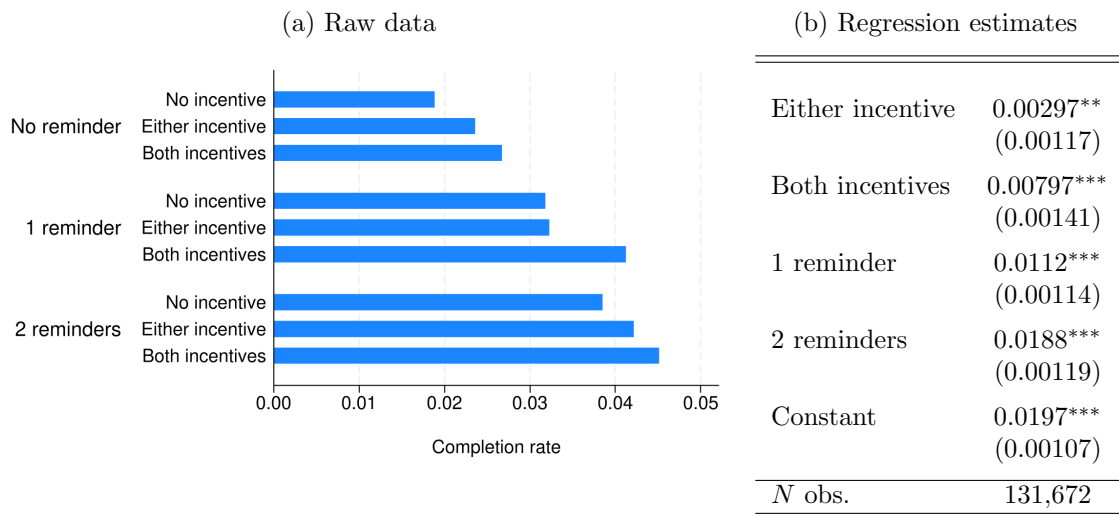 (a) Raw data
No reminder
No incentive
Either incentive
Both incentives
1 reminder
No incentive
Either incentive
Both incentives
2 reminders
No incentive
Either incentive
Both incentives
0.00 0.01 0.02 0.03 0.04 0.05
Completion rate
(b) Regression estimates
Either incentive 0.00297**
(0.00117)
Both incentives 0.00797***
(0.00141)
1 reminder 0.0112***
(0.00114)
2 reminders 0.0188***
(0.00119)
Constant 0.0197***
(0.00107)
N obs. 131,672